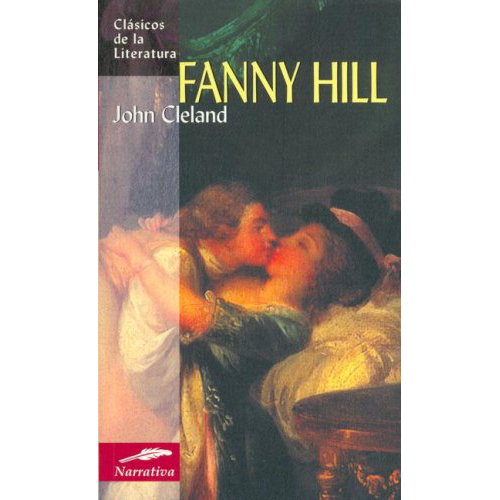 Clásicos
de la
Literatura
FANNY HILL
John Cleland
Narrativa